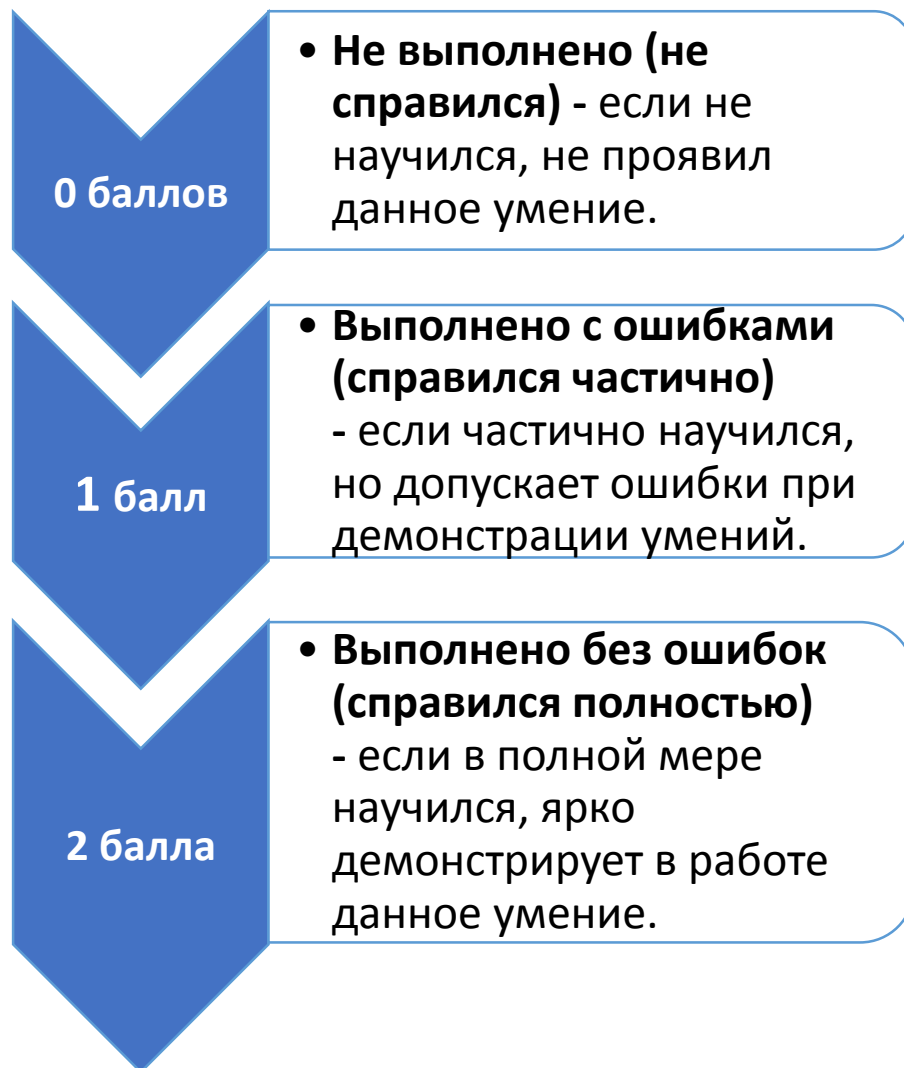 0 баллов
• Не выполнено (не
справился) - если не
научился, не проявил
данное умение.
1 балл
• Выполнено с ошибками
(справился частично)
- если частично научился,
но допускает ошибки при
демонстрации умений.
2 балла
• Выполнено без ошибок
(справился полностью)
- если в полной мере
научился, ярко
демонстрирует в работе
данное умение.